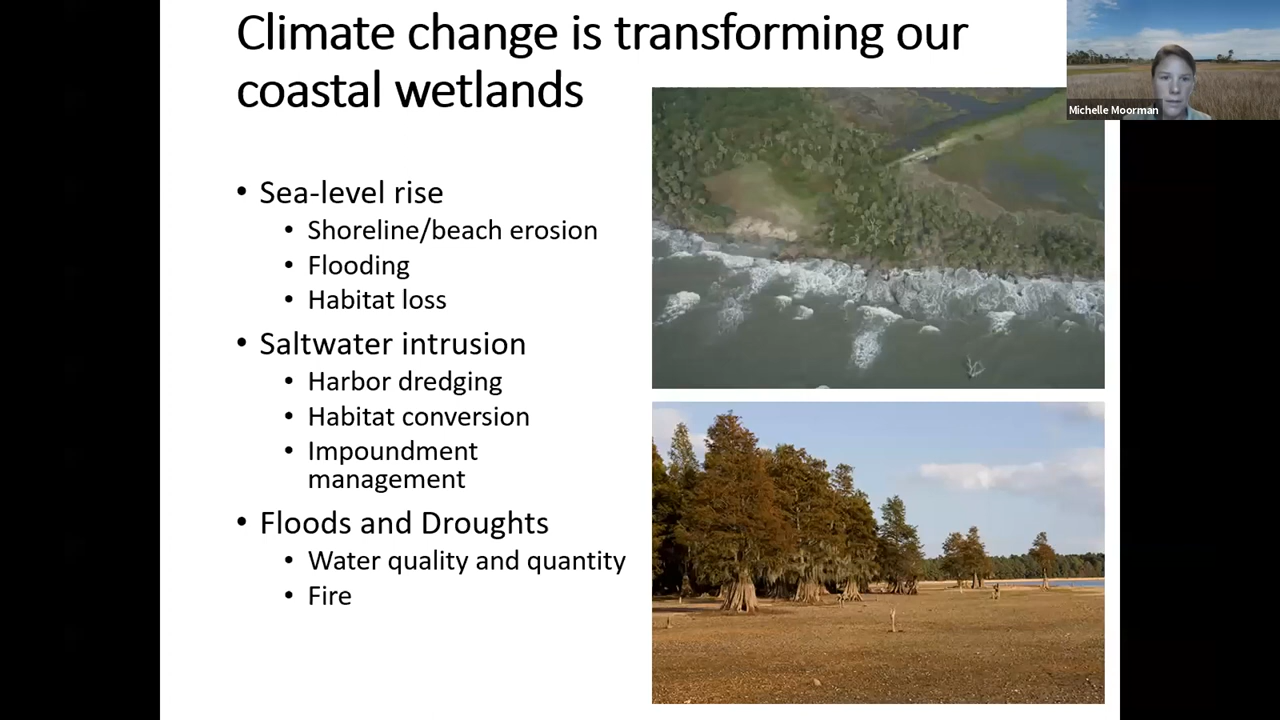 Climate change is transforming our
coastal wetlands
Michelle Moorman
• Sea-level rise
• Shoreline/beach erosion
• Flooding
• Habitat loss
• Saltwater intrusion
• Harbor dredging
• Habitat conversion
• Impoundment
management
• Floods and Droughts
• Water quality and quantity
• Fire